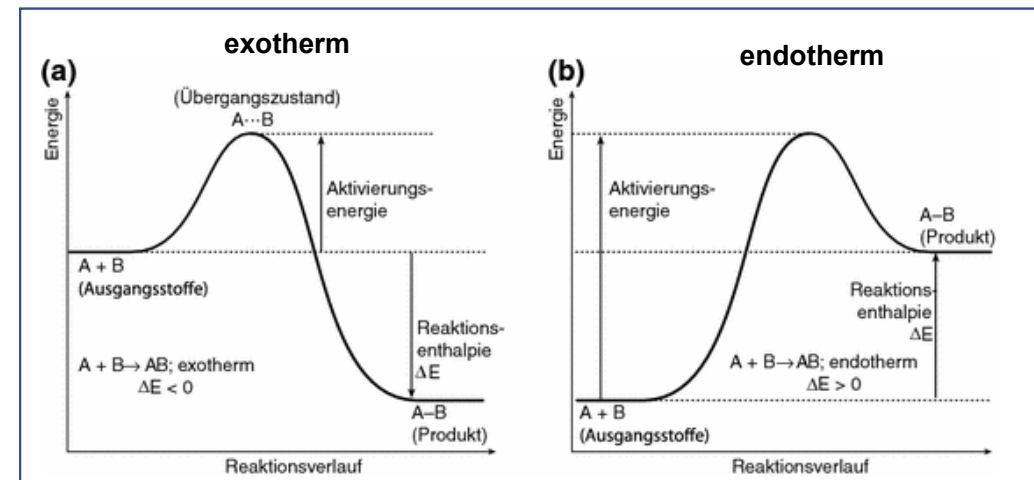 exotherm
(a)
Energie
(Übergangszustand)
A···B
Aktivierungs-
energie
A + B
(Ausgangsstoffe)
Reaktions-
enthalpie
ΔE
A + B → AB; exotherm
ΔE < 0
A–B
(Produkt)
Reaktionsverlauf
endotherm
(b)
Energie
Aktivierungs-
energie
A–B
(Produkt)
Reaktions-
enthalpie
ΔE
A + B → AB; endotherm
ΔE > 0
A + B
(Ausgangsstoffe)
Reaktionsverlauf